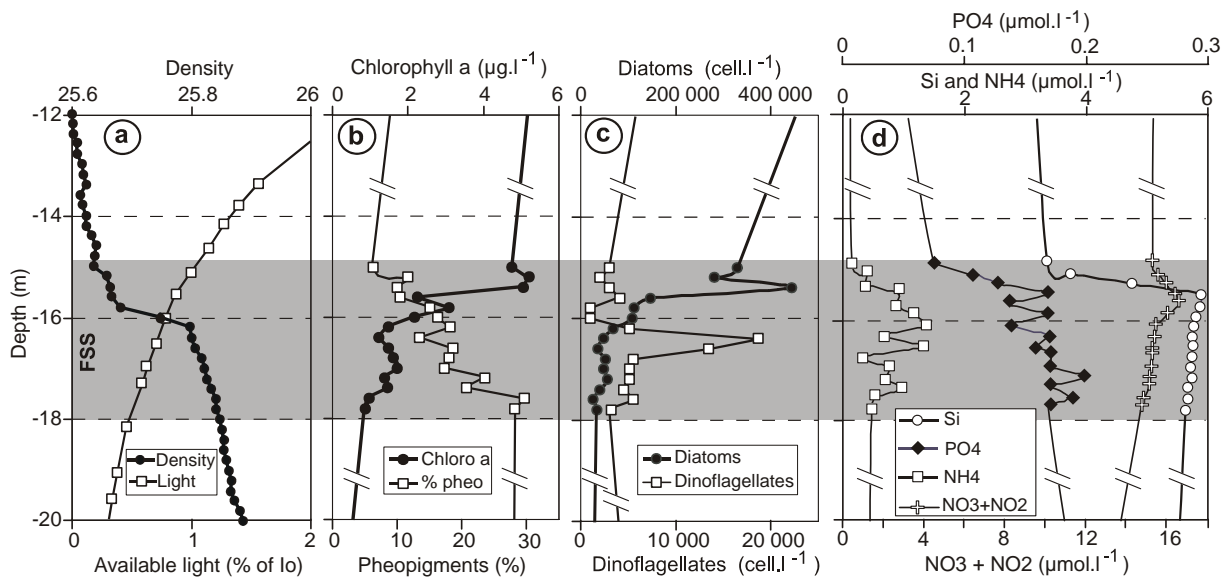 PO4 (µmol.l⁻¹)
0 0.1 0.2 0.3
Density
25.6 25.8 26
Chlorophyll a (µg.l⁻¹)
0 2 4 6
Diatoms (cell.l⁻¹)
0 200 000 400 000
Si and NH4 (µmol.l⁻¹)
0 2 4 6
Depth (m)
-12
-14
-16
-18
-20
a
b
c
d
FSS
Density
Light
Chloro a
% pheo
Diatoms
Dinoflagellates
Si
PO4
NH4
NO3+NO2
0 1 2
Available light (% of Io)
0 10 20 30
Pheopigments (%)
0 10 000 20 000
Dinoflagellates (cell.l⁻¹)
0 4 8 12 16
NO3 + NO2 (µmol.l⁻¹)